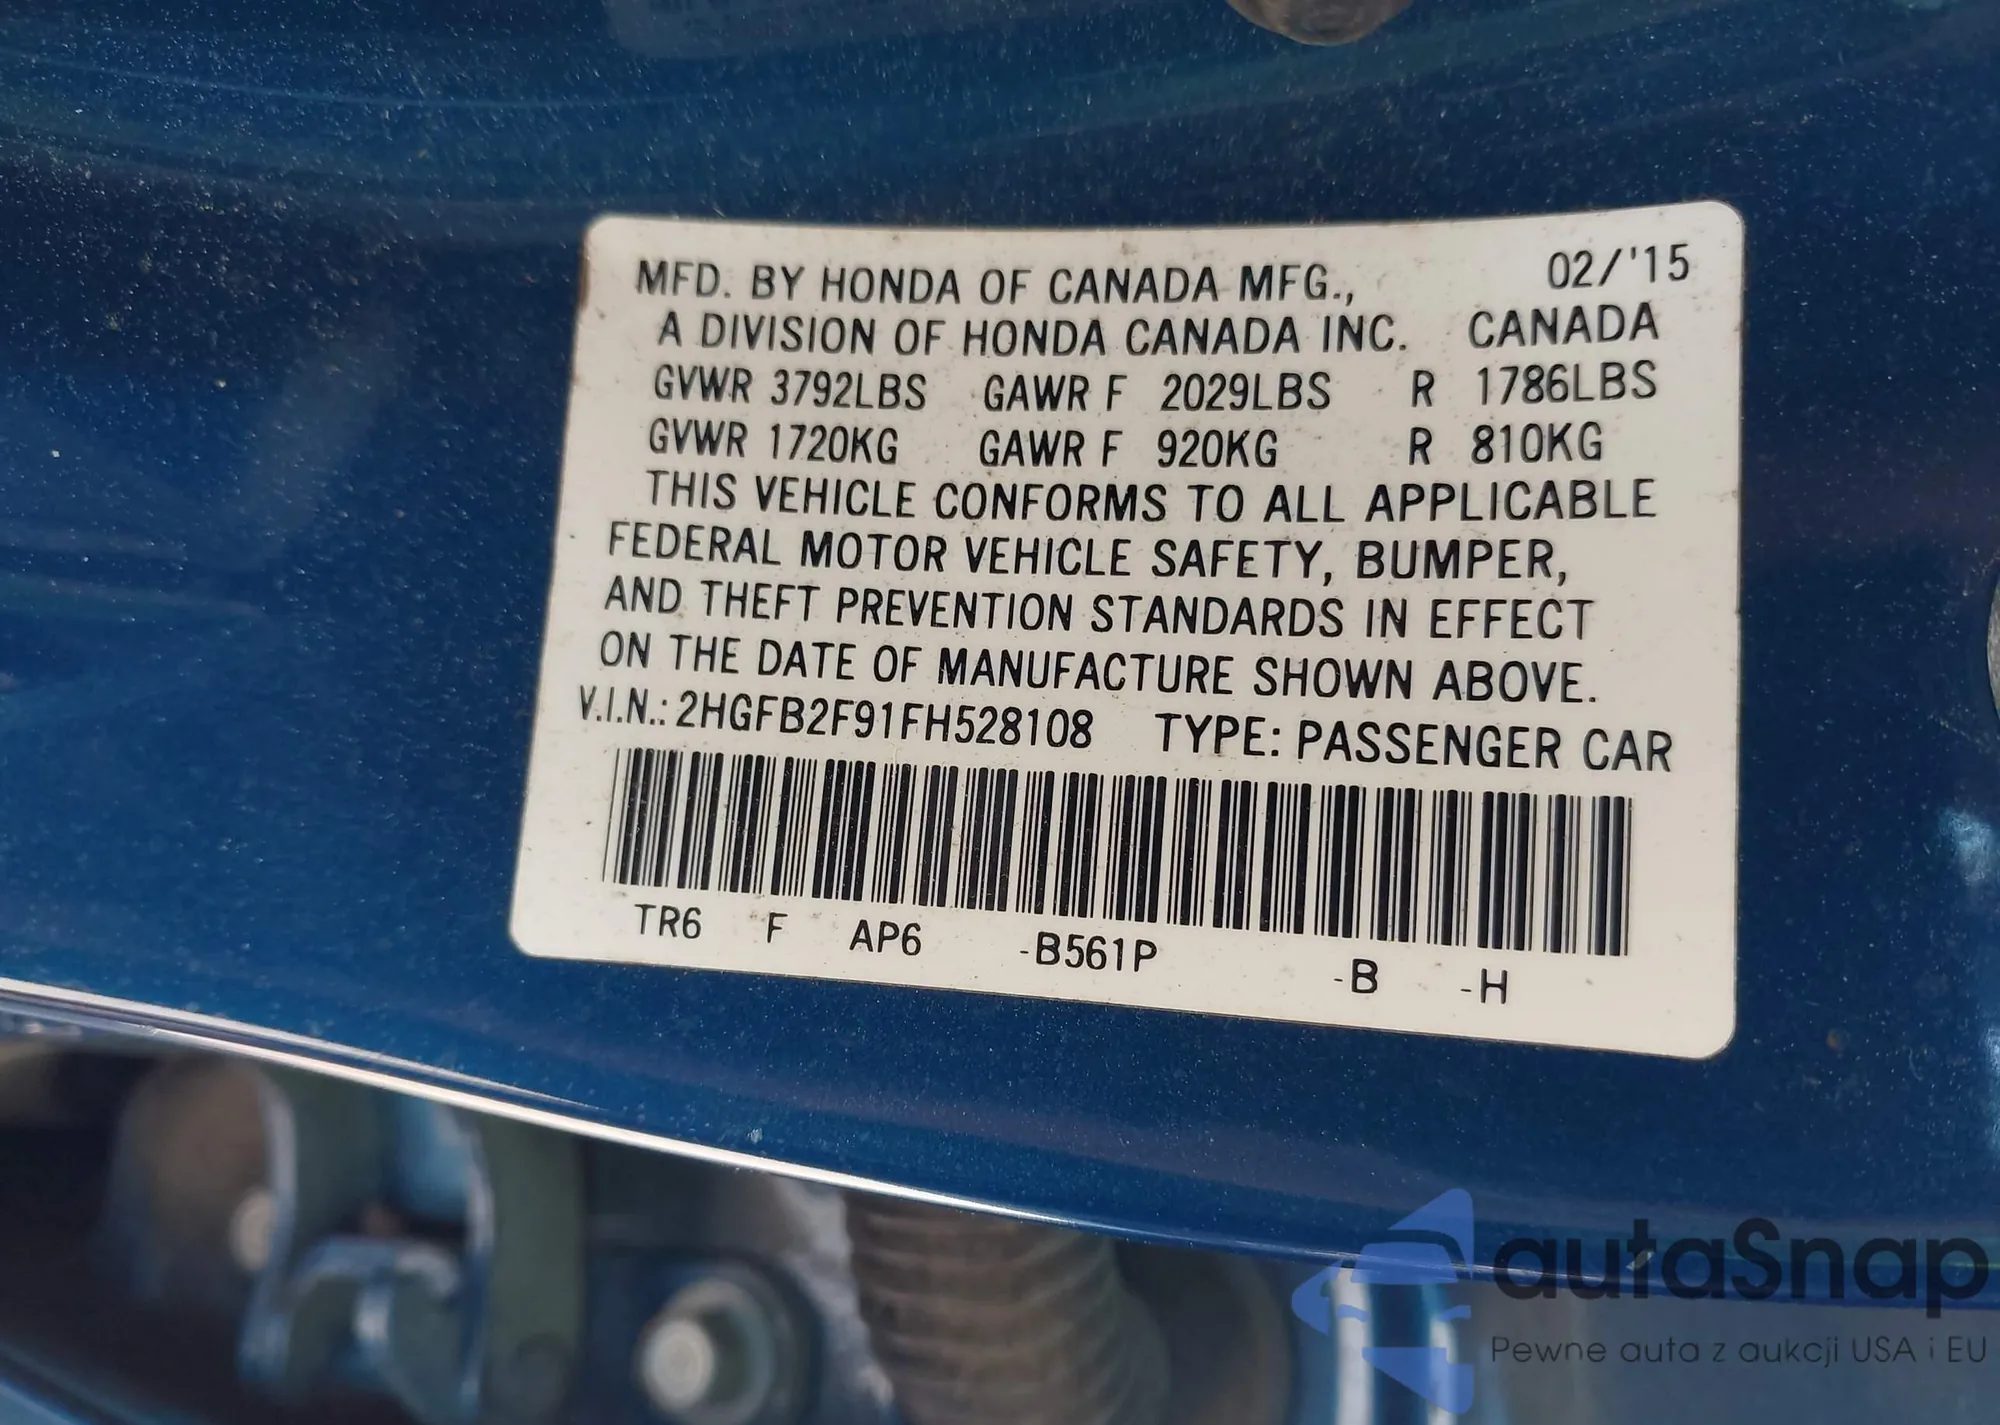 MFD. BY HONDA OF CANADA MFG., 02/'15
A DIVISION OF HONDA CANADA INC. CANADA
GVWR 3792LBS GAWR F 2029LBS R 1786LBS
GVWR 1720KG GAWR F 920KG R 810KG
THIS VEHICLE CONFORMS TO ALL APPLICABLE
FEDERAL MOTOR VEHICLE SAFETY, BUMPER,
AND THEFT PREVENTION STANDARDS IN EFFECT
ON THE DATE OF MANUFACTURE SHOWN ABOVE.
V.I.N.: 2HGFB2F91FH528108 TYPE: PASSENGER CAR
TR6 F AP6 -B561P -B -H
autaSnap
Pewne auta z aukcji USA i EU